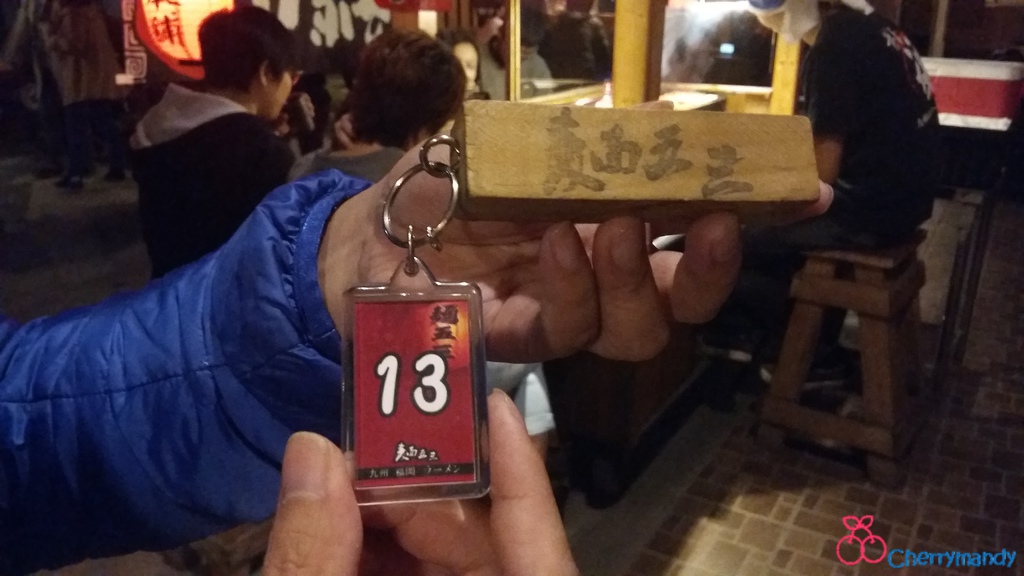 麺五三
麺
五
三
13
麺五三
九州 福岡 ラーメン
Cherrymandy